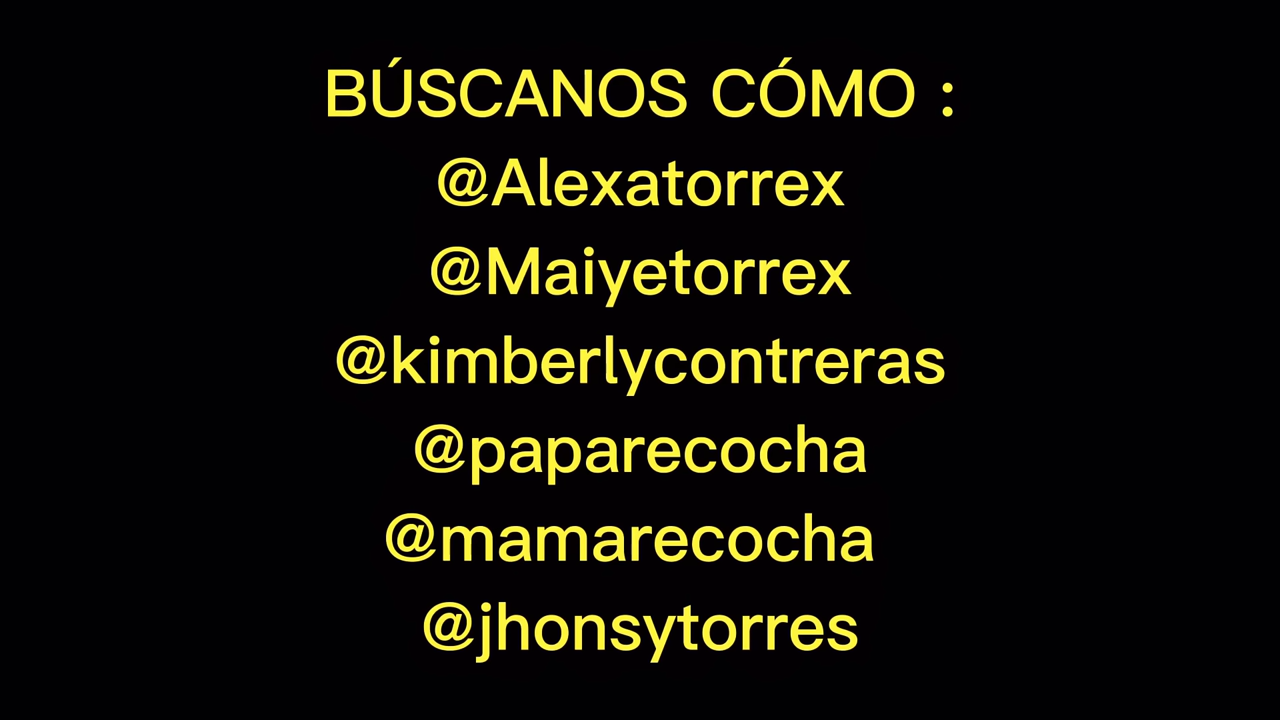 BÚSCANOS CÓMO :
@Alexatorrex
@Maiyetorrex
@kimberlycontreras
@paparecocha
@mamarecocha
@jhonsytorres